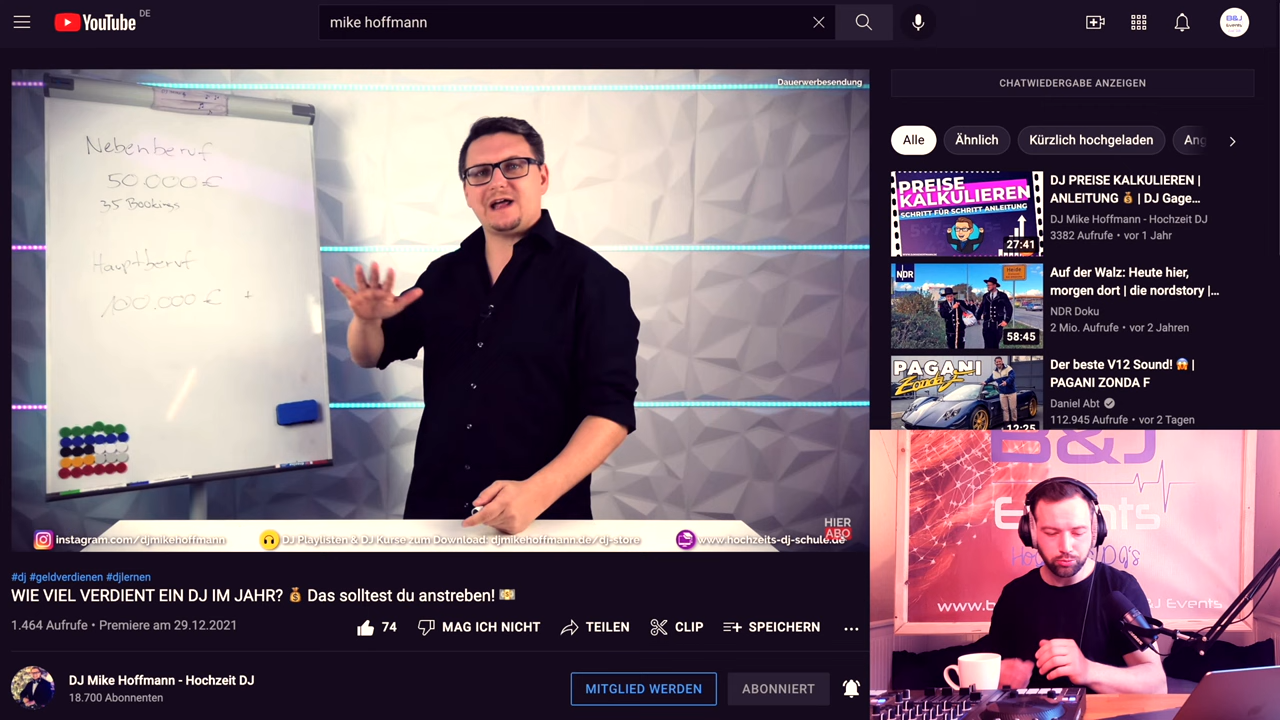 YouTube DE
mike hoffmann
B&J
Dauerwerbesendung
Nebenberuf
50.000€
35 Bookings
Hauptberuf
100.000 € +
HIER
ABO
instagram.com/djmikehoffmann
DJ Playlisten & DJ Kurse zum Download: djmikehoffmann.de/dj-store
www.hochzeits-dj-schule.de
#dj #geldverdienen #djlernen
WIE VIEL VERDIENT EIN DJ IM JAHR? 💰 Das solltest du anstreben! 💵
1.464 Aufrufe • Premiere am 29.12.2021
74
MAG ICH NICHT
TEILEN
CLIP
SPEICHERN
DJ Mike Hoffmann - Hochzeit DJ
18.700 Abonnenten
MITGLIED WERDEN
ABONNIERT
CHATWIEDERGABE ANZEIGEN
Alle
Ähnlich
Kürzlich hochgeladen
Ang
PREISE
KALKULIEREN
SCHRITT FÜR SCHRITT ANLEITUNG
27:41
DJ PREISE KALKULIEREN |
ANLEITUNG 💰 | DJ Gage...
DJ Mike Hoffmann - Hochzeit DJ
3382 Aufrufe • vor 1 Jahr
NDR
58:45
Auf der Walz: Heute hier,
morgen dort | die nordstory |...
NDR Doku
2 Mio. Aufrufe • vor 2 Jahren
PAGANI
Zonda F
12:25
Der beste V12 Sound! 😱 |
PAGANI ZONDA F
Daniel Abt
112.945 Aufrufe • vor 2 Tagen
B&J
www.b
J Events